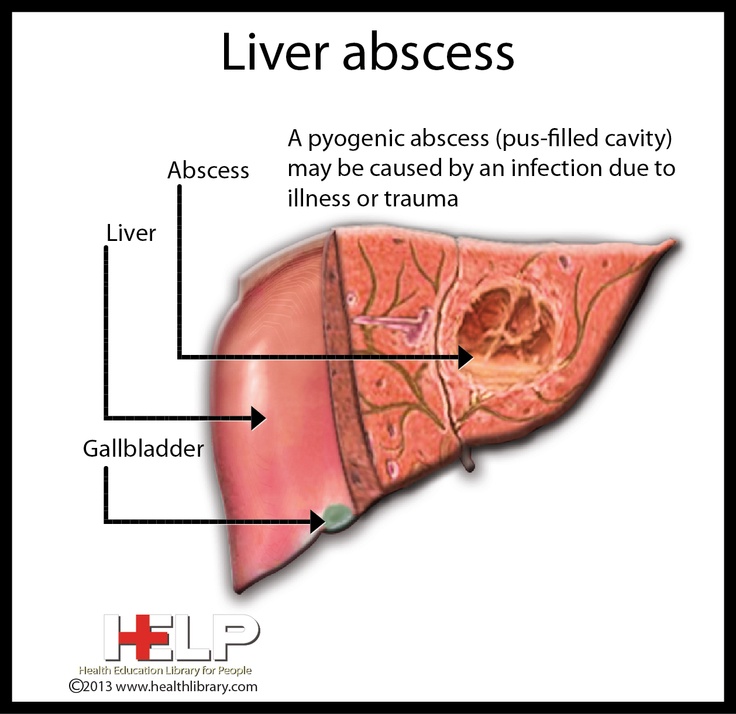 Liver abscess
A pyogenic abscess (pus-filled cavity)
may be caused by an infection due to
illness or trauma
Abscess
Liver
Gallbladder
HELP
Health Education Library for People
©2013 www.healthlibrary.com